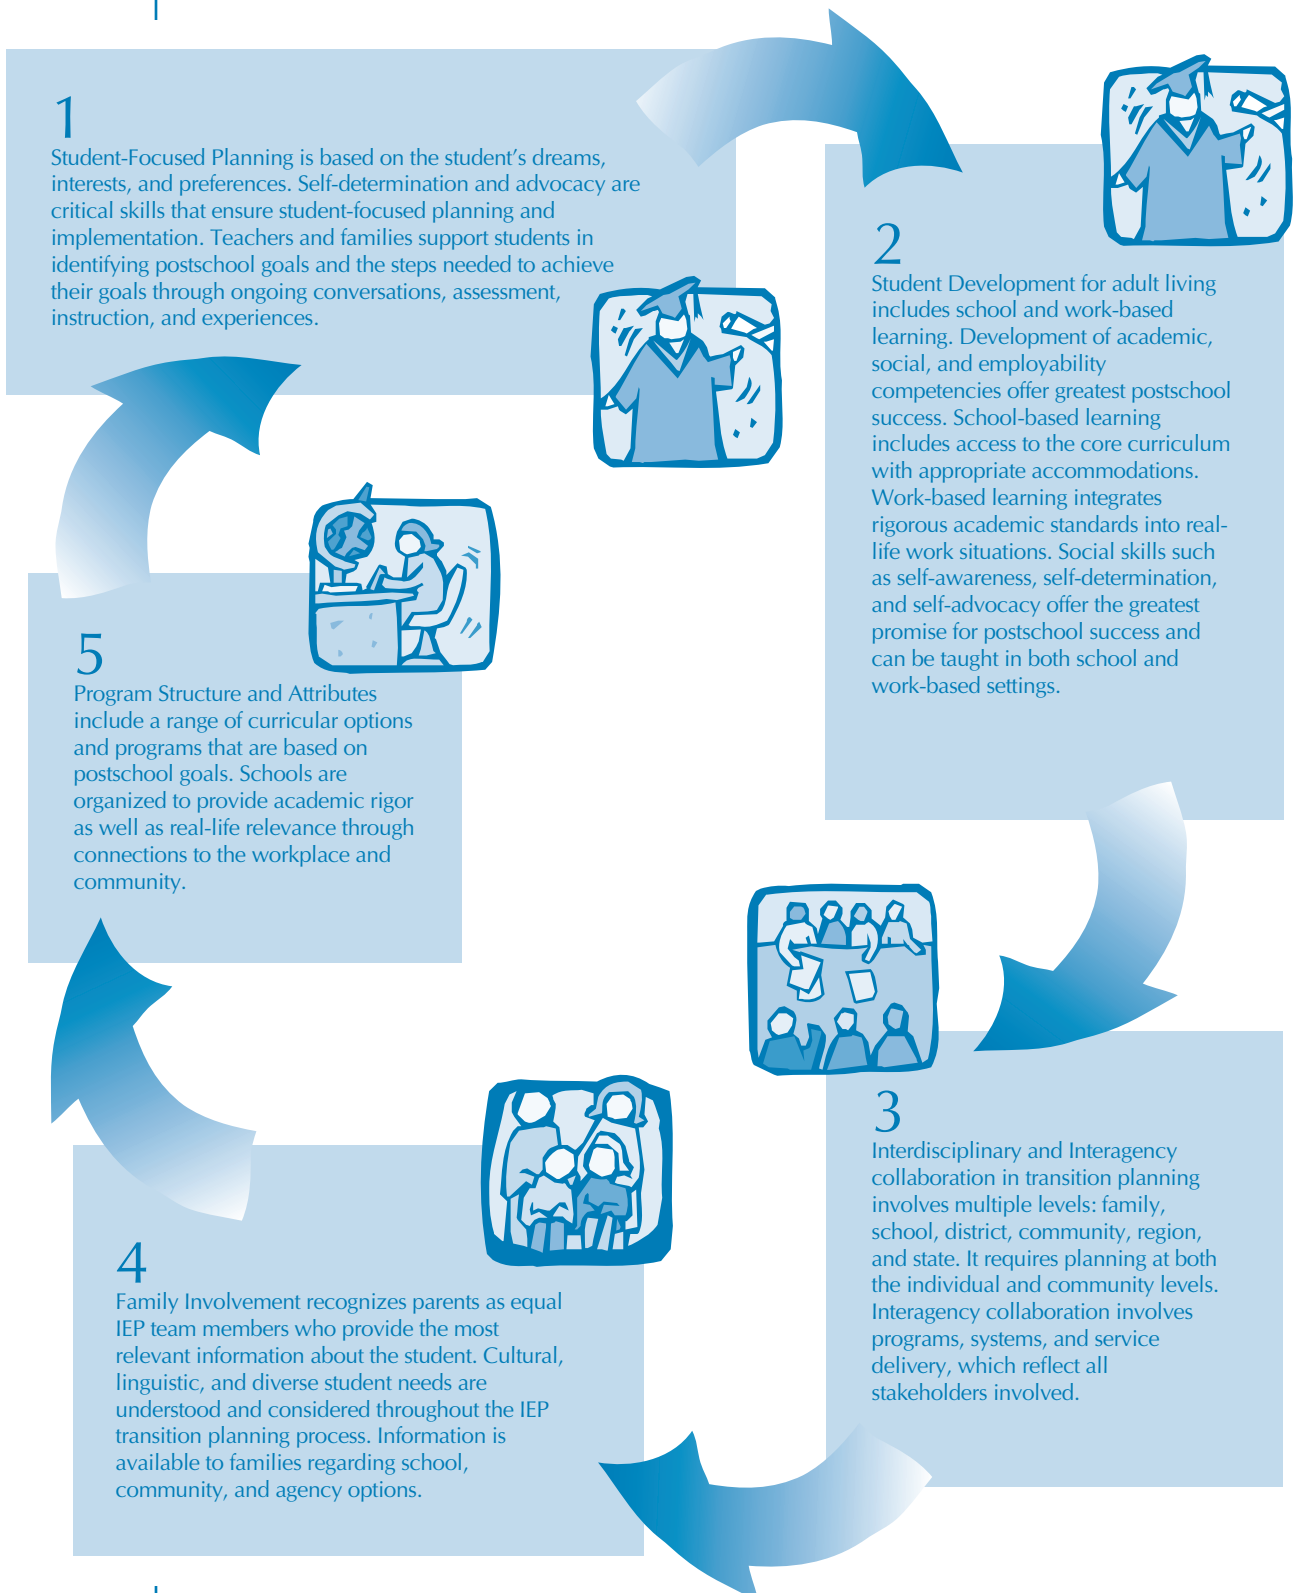 1
Student-Focused Planning is based on the student’s dreams,
interests, and preferences. Self-determination and advocacy are
critical skills that ensure student-focused planning and
implementation. Teachers and families support students in
identifying postschool goals and the steps needed to achieve
their goals through ongoing conversations, assessment,
instruction, and experiences.
2
Student Development for adult living
includes school and work-based
learning. Development of academic,
social, and employability
competencies offer greatest postschool
success. School-based learning
includes access to the core curriculum
with appropriate accommodations.
Work-based learning integrates
rigorous academic standards into real-
life work situations. Social skills such
as self-awareness, self-determination,
and self-advocacy offer the greatest
promise for postschool success and
can be taught in both school and
work-based settings.
3
Interdisciplinary and Interagency
collaboration in transition planning
involves multiple levels: family,
school, district, community, region,
and state. It requires planning at both
the individual and community levels.
Interagency collaboration involves
programs, systems, and service
delivery, which reflect all
stakeholders involved.
4
Family Involvement recognizes parents as equal
IEP team members who provide the most
relevant information about the student. Cultural,
linguistic, and diverse student needs are
understood and considered throughout the IEP
transition planning process. Information is
available to families regarding school,
community, and agency options.
5
Program Structure and Attributes
include a range of curricular options
and programs that are based on
postschool goals. Schools are
organized to provide academic rigor
as well as real-life relevance through
connections to the workplace and
community.